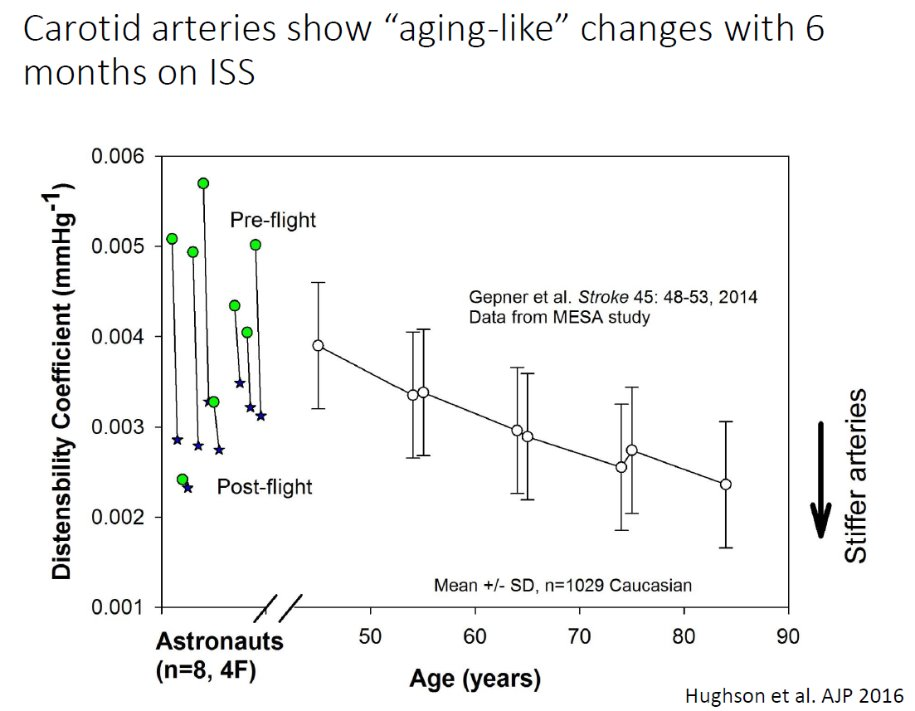 Carotid arteries show “aging-like” changes with 6
months on ISS
0.006
0.005
0.004
0.003
0.002
0.001
Distensbility Coefficient (mmHg-1)
Pre-flight
Post-flight
Gepner et al. Stroke 45: 48-53, 2014
Data from MESA study
Mean +/- SD, n=1029 Caucasian
Stiffer arteries
50 60 70 80 90
Astronauts
(n=8, 4F)
Age (years)
Hughson et al. AJP 2016